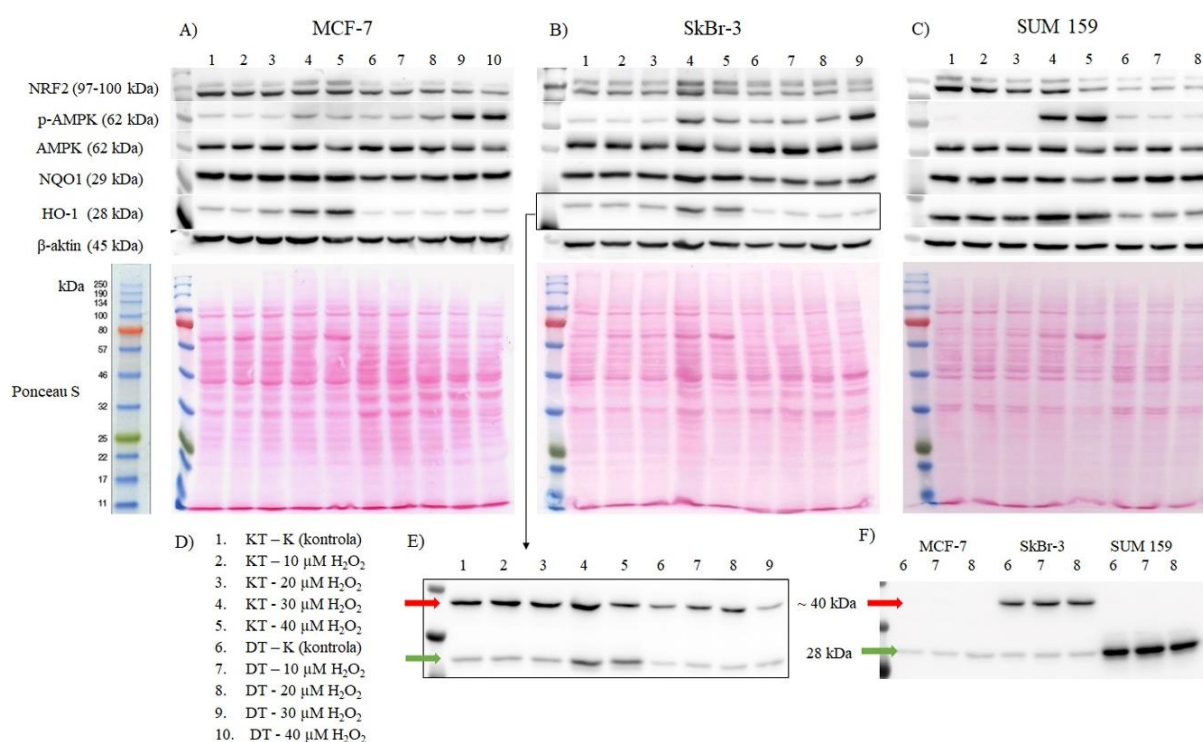 A) MCF-7
1 2 3 4 5 6 7 8 9 10
B) SkBr-3
1 2 3 4 5 6 7 8 9
C) SUM 159
1 2 3 4 5 6 7 8
NRF2 (97-100 kDa)
p-AMPK (62 kDa)
AMPK (62 kDa)
NQO1 (29 kDa)
HO-1 (28 kDa)
β-aktin (45 kDa)
kDa
250
190
134
100
80
57
46
32
25
22
17
11
Ponceau S
D)
1. KT – K (kontrola)
2. KT – 10 µM H₂O₂
3. KT - 20 µM H₂O₂
4. KT - 30 µM H₂O₂
5. KT - 40 µM H₂O₂
6. DT – K (kontrola)
7. DT – 10 µM H₂O₂
8. DT - 20 µM H₂O₂
9. DT - 30 µM H₂O₂
10. DT - 40 µM H₂O₂
E)
1 2 3 4 5 6 7 8 9
~ 40 kDa
28 kDa
F)
MCF-7 SkBr-3 SUM 159
6 7 8 6 7 8 6 7 8